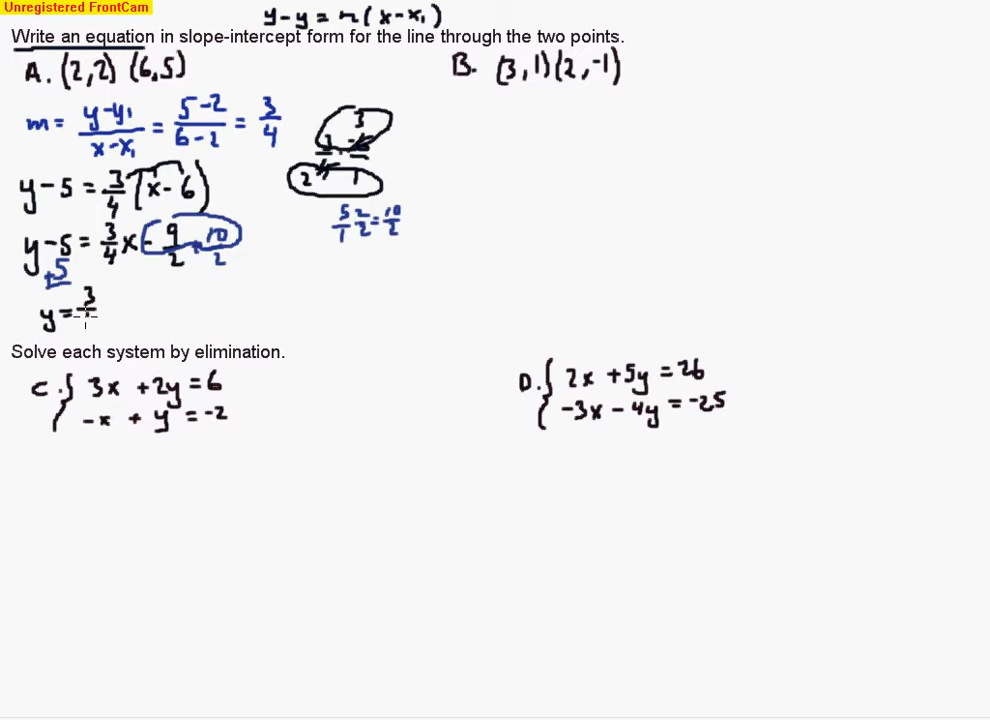 Unregistered FrontCam
y-y = m(x-x₁)
Write an equation in slope-intercept form for the line through the two points.
A. (2,2) (6,5)
B. (3,1)(2,-1)
m = y-y₁/x-x₁ = 5-2/6-2 = 3/4
y-5 = 3/4(x-6)
2 1
y-5 = 3/4x - 9/2 + 10/2
5/1 2/2 = 10/2
+5
y = 3
Solve each system by elimination.
C. { 3x + 2y = 6
-x + y = -2
D. { 2x + 5y = 26
-3x - 4y = -25